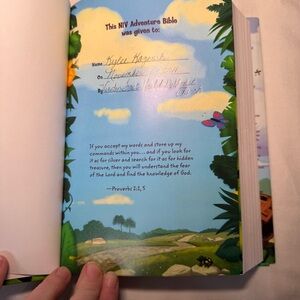 This NIV Adventure Bible
was given to:
Name Kylee
On November
By
If you accept my words and store up my
commands within you... and if you look for
it as for silver and search for it as for hidden
treasure, then you will understand the fear
of the Lord and find the knowledge of God.
—Proverbs 2:1, 5